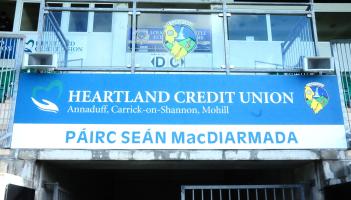 HEARTLAND CREDIT UNION
Annaduff, Carrick-on-Shannon, Mohill
PÁIRC SEÁN MacDIARMADA